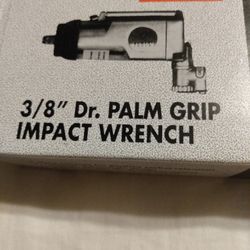 3/8" Dr. PALM GRIP
IMPACT WRENCH